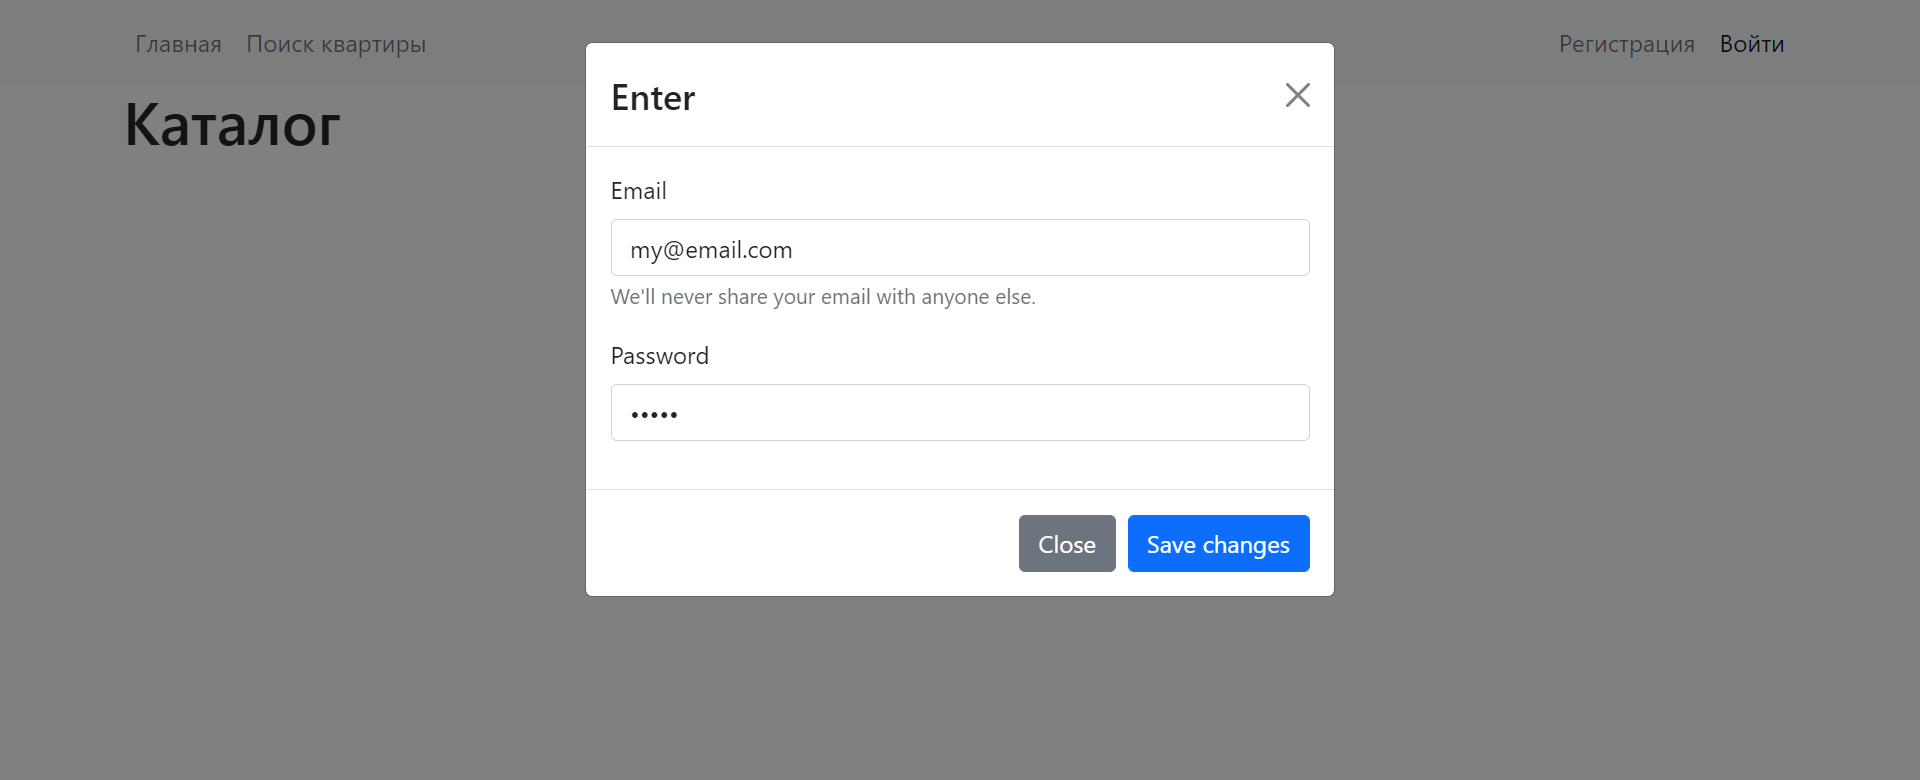 Главная Поиск квартиры Регистрация Войти
Каталог
Enter
Email
my@email.com
We'll never share your email with anyone else.
Password
•••••
Close Save changes